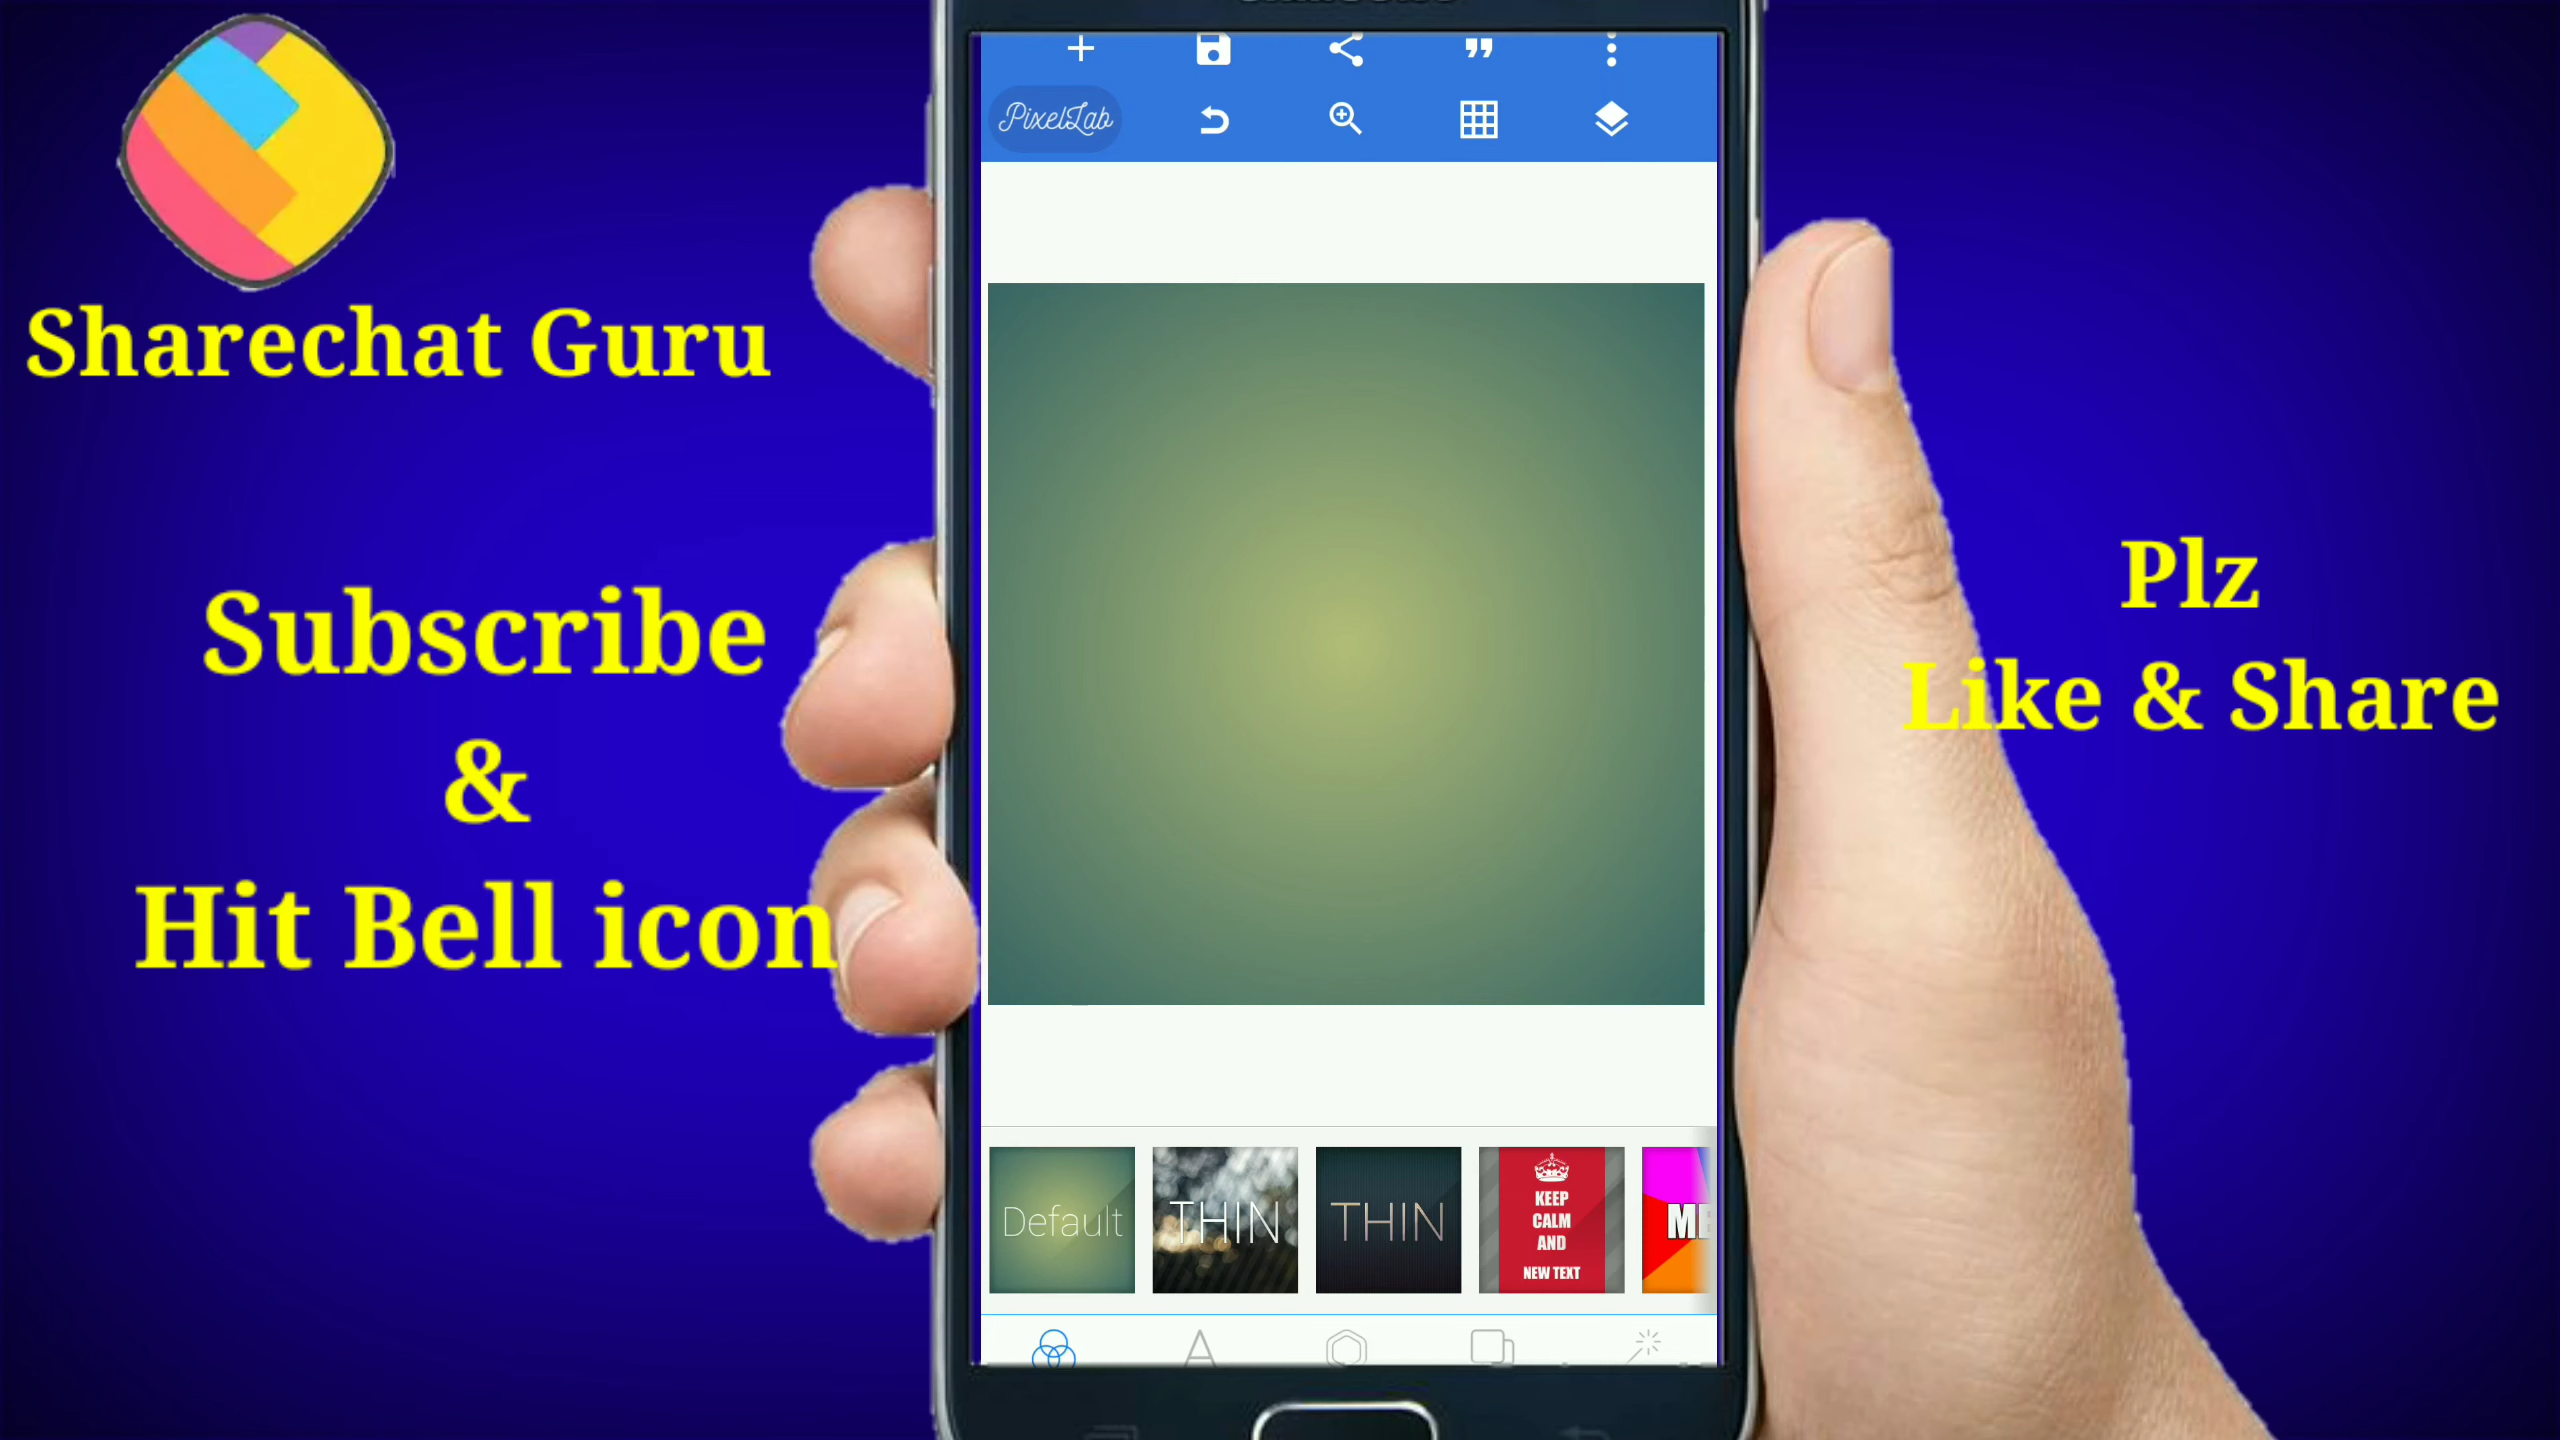 PixelLab
Sharechat Guru
Subscribe
&
Hit Bell icon
Plz
Like & Share
Default
THIN
THIN
KEEP
CALM
AND
NEW TEXT